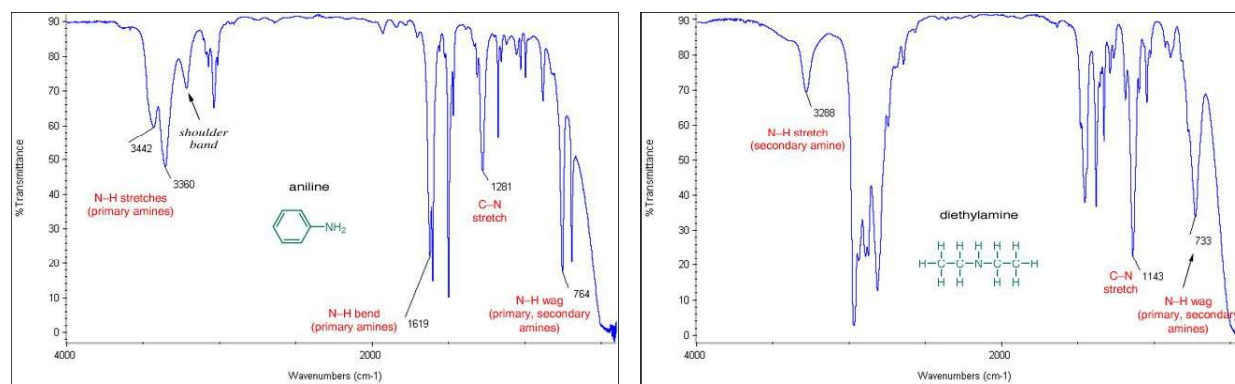 90
80
70
60
50
40
30
20
10
0
%Transmittance
3442
shoulder
band
3360
N–H stretches
(primary amines)
aniline
NH₂
1281
C–N
stretch
N–H bend
(primary amines)
1619
764
N–H wag
(primary, secondary
amines)
4000
2000
Wavenumbers (cm-1)
90
80
70
60
50
40
30
20
10
0
%Transmittance
3288
N–H stretch
(secondary amine)
diethylamine
H H H H H
H–C–C–N–C–C–H
H H H H
C–N
stretch
1143
733
N–H wag
(primary, secondary
amines)
4000
2000
Wavenumbers (cm-1)